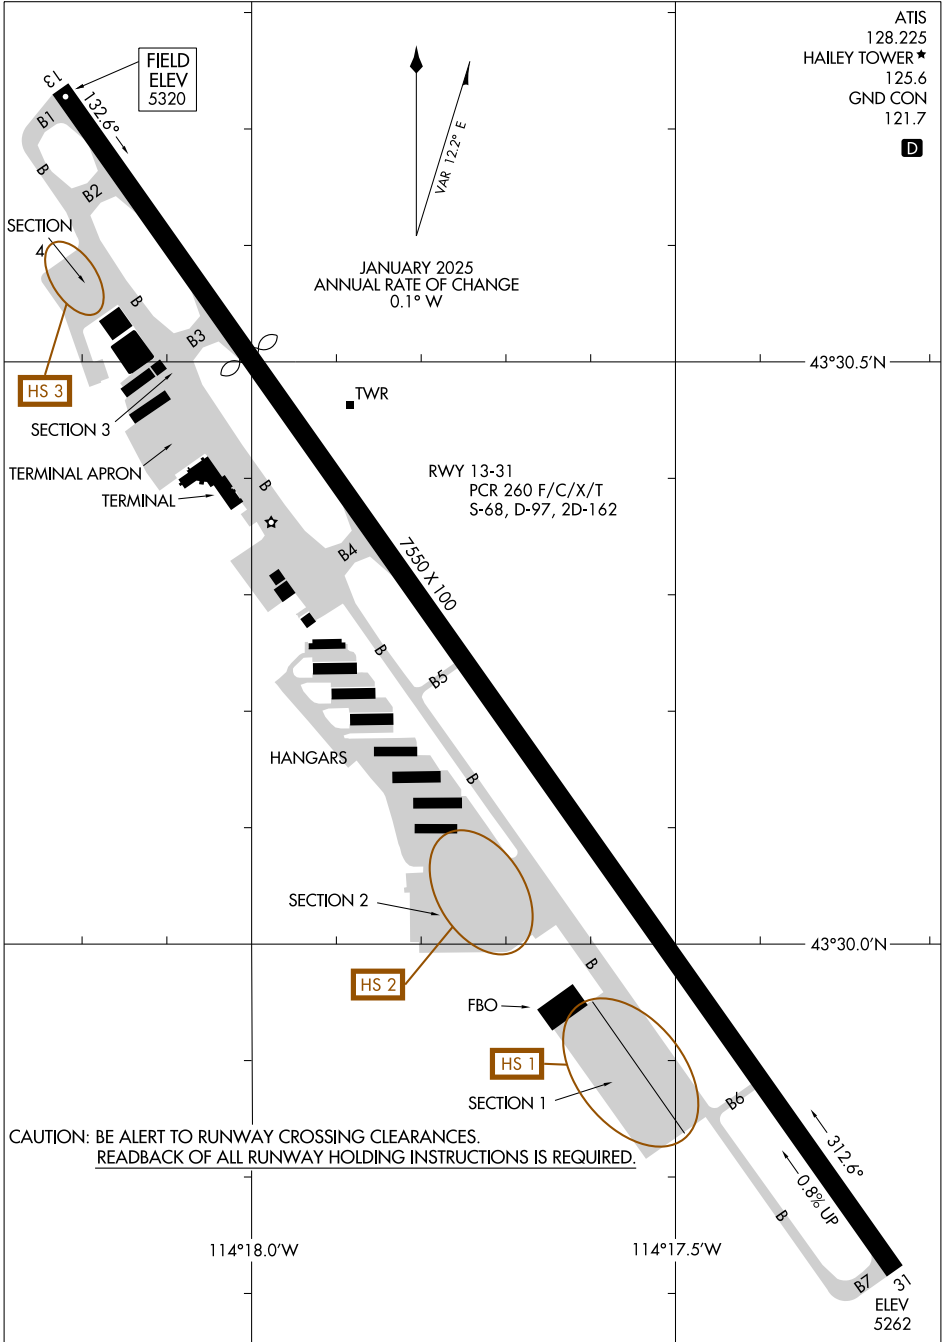 ATIS
128.225
HAILEY TOWER★
125.6
GND CON
121.7
D
FIELD
ELEV
5320
13
132.6°
VAR 12.2° E
B1
B
B2
SECTION
4
JANUARY 2025
ANNUAL RATE OF CHANGE
0.1° W
B
B3
43°30.5'N
HS 3
TWR
SECTION 3
TERMINAL APRON
TERMINAL
B
RWY 13-31
PCR 260 F/C/X/T
S-68, D-97, 2D-162
7550 X 100
B4
B
B5
HANGARS
B
SECTION 2
43°30.0'N
B
HS 2
FBO
HS 1
SECTION 1
B6
CAUTION: BE ALERT TO RUNWAY CROSSING CLEARANCES.
READBACK OF ALL RUNWAY HOLDING INSTRUCTIONS IS REQUIRED.
312.6°
0.8% UP
B
114°18.0'W
114°17.5'W
B7
31
ELEV
5262